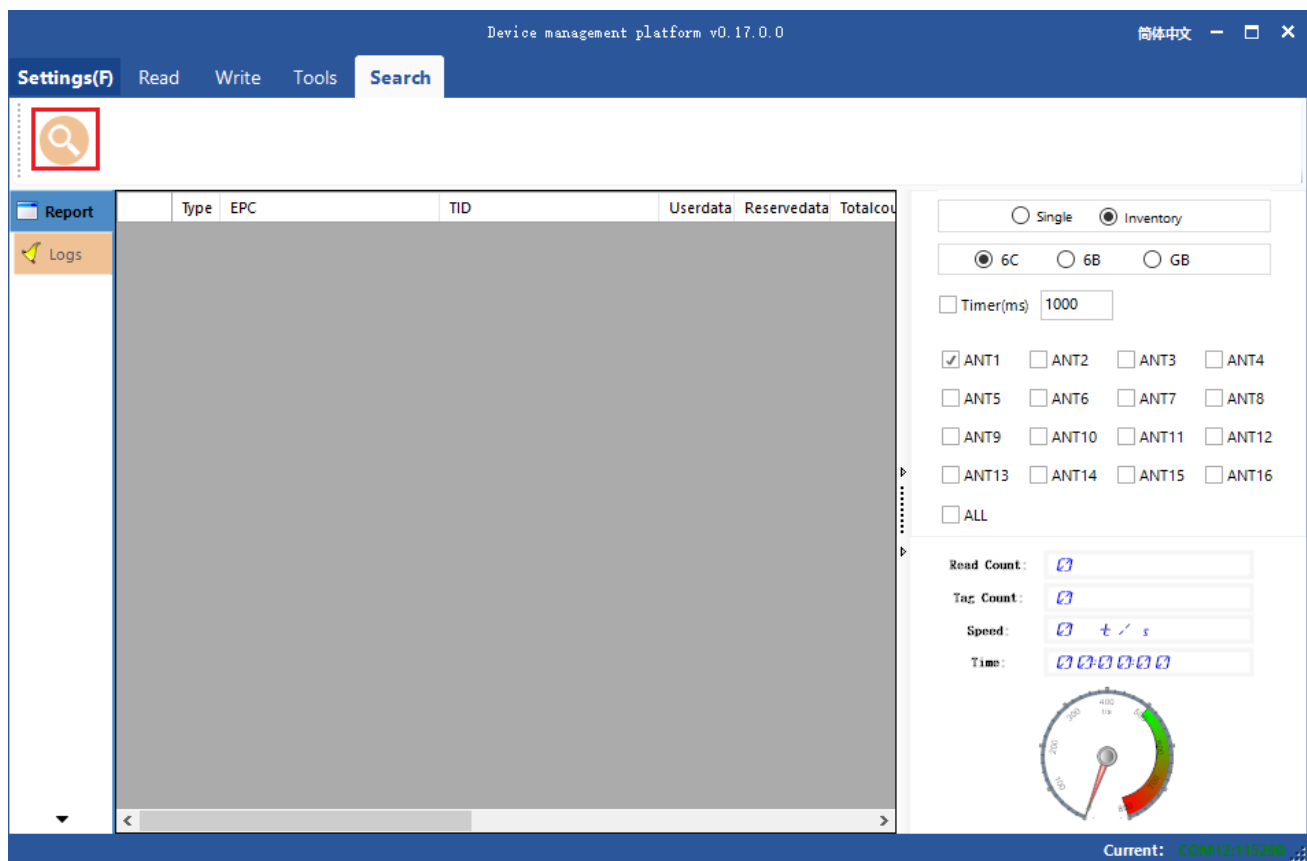 Device management platform v0.17.0.0 简体中文
Settings(F) Read Write Tools Search
Report
Logs
Type EPC TID Userdata Reservedata Totalcou
Single Inventory
6C 6B GB
Timer(ms) 1000
ANT1 ANT2 ANT3 ANT4
ANT5 ANT6 ANT7 ANT8
ANT9 ANT10 ANT11 ANT12
ANT13 ANT14 ANT15 ANT16
ALL
Read Count: 0
Tag Count: 0
Speed: 0 t/s
Time: 00:00:00
400
300
200
100
Current: COM12:115200